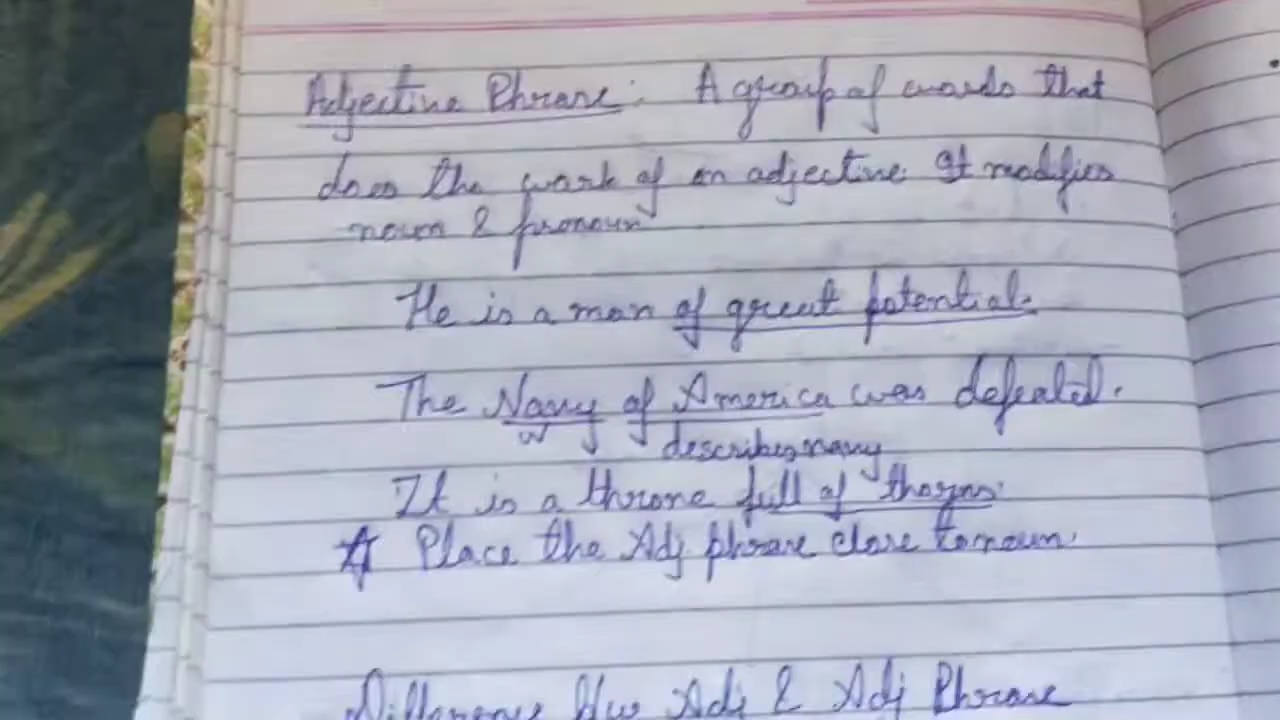 Adjective Phrase: A group of words that
does the work of an adjective. It modifies
noun & pronoun
He is a man of great potential.
The Navy of America was defeated.
describes navy
It is a throne full of thorns.
Place the Adj phrase close to noun.
Difference btw Adj & Adj Phrase